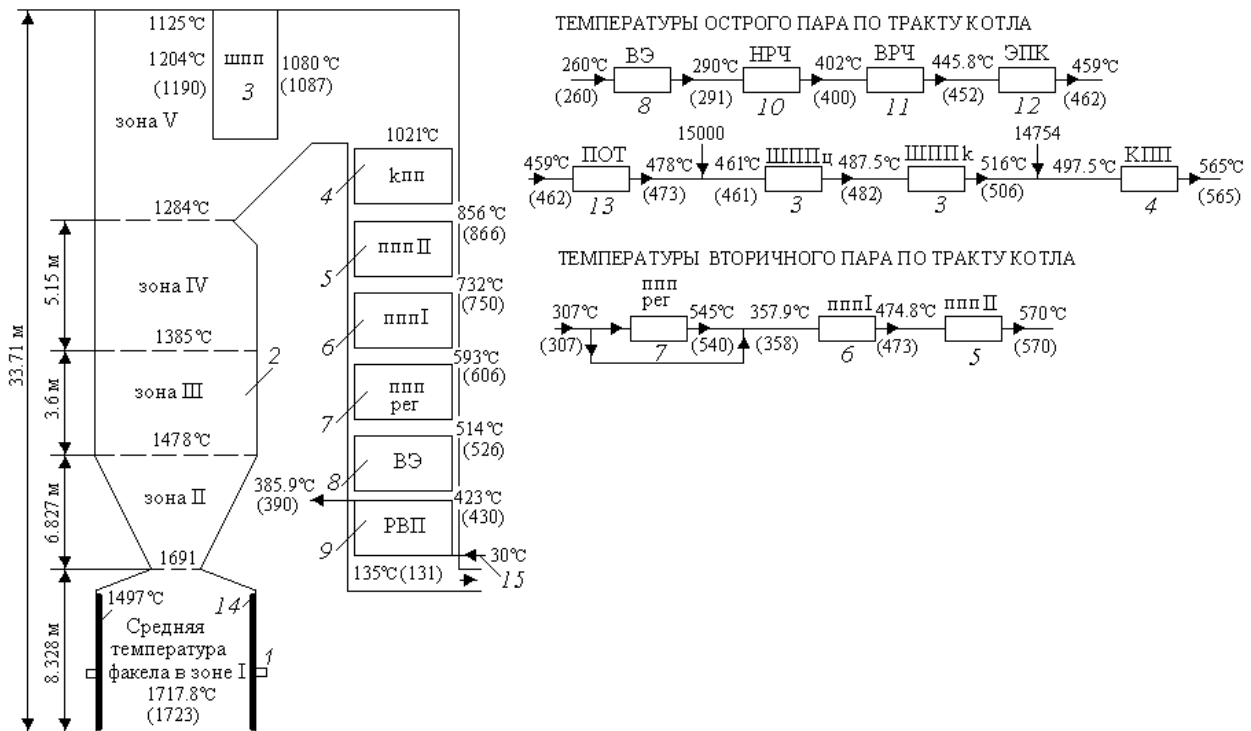 33.71 м
5.15 м
3.6 м
6.827 м
8.328 м
1125°С
1204°С
(1190)
шпп
3
1080°С
(1087)
зона V
1284°С
зона IV
1385°С
2
зона III
1478°С
зона II
1691
1497°С
14
Средняя
температура
факела в зоне I
1
1717.8°С
(1723)
1021°С
кпп
4
856°С
(866)
ппп II
5
732°С
(750)
пппI
6
593°С
(606)
ппп
рег
7
514°С
(526)
ВЭ
8
385.9°С
(390)
423°С
(430)
РВП
9
30°С
15
135°С(131)
ТЕМПЕРАТУРЫ ОСТРОГО ПАРА ПО ТРАКТУ КОТЛА
ВЭ НРЧ ВРЧ ЭПК
260°С 290°С 402°С 445.8°С 459°С
(260) (291) (400) (452) (462)
8 10 11 12
15000 14754
459°С ПОТ 478°С 461°С ШППц 487.5°С ШППк 516°С 497.5°С КПП 565°С
(462) (473) (461) (482) (506) (565)
13 3 3 4
ТЕМПЕРАТУРЫ ВТОРИЧНОГО ПАРА ПО ТРАКТУ КОТЛА
ппп
рег
307°С 545°С 357.9°С пппI 474.8°С ппп II 570°С
(307) (540) (358) (473) (570)
7 6 5